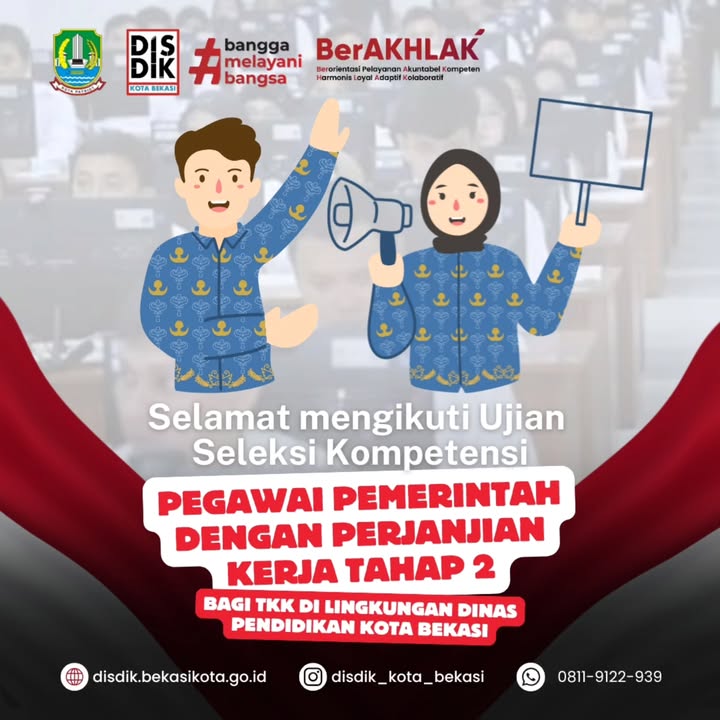 KOTA PATRIOT
DIS
DIK
KOTA BEKASI
#bangga
melayani
bangsa
BerAKHLAK
Berorientasi Pelayanan Akuntabel Kompeten
Harmonis Loyal Adaptif Kolaboratif
Selamat mengikuti Ujian
Seleksi Kompetensi
PEGAWAI PEMERINTAH
DENGAN PERJANJIAN
KERJA TAHAP 2
BAGI TKK DI LINGKUNGAN DINAS
PENDIDIKAN KOTA BEKASI
disdik.bekasikota.go.id
disdik_kota_bekasi
0811-9122-939